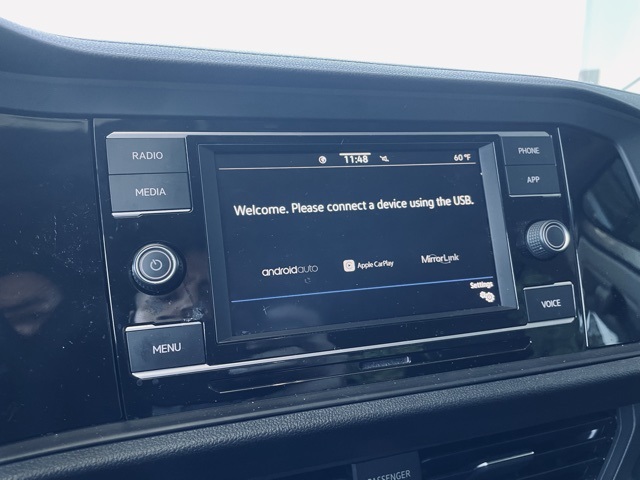 RADIO
MEDIA
MENU
11:48
60 °F
Welcome. Please connect a device using the USB.
androidauto
Apple CarPlay
MirrorLink
Settings
PHONE
APP
VOICE
PASSENGER